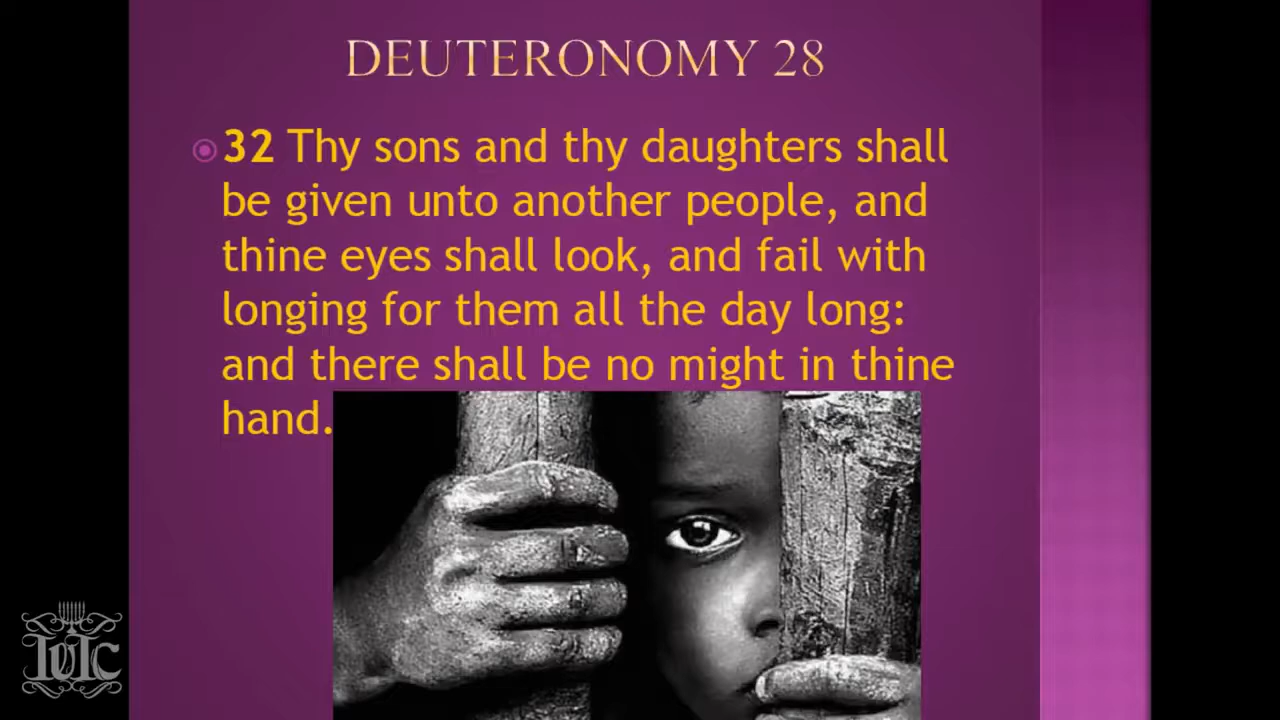 DEUTERONOMY 28
32 Thy sons and thy daughters shall
be given unto another people, and
thine eyes shall look, and fail with
longing for them all the day long:
and there shall be no might in thine
hand.
IUIC